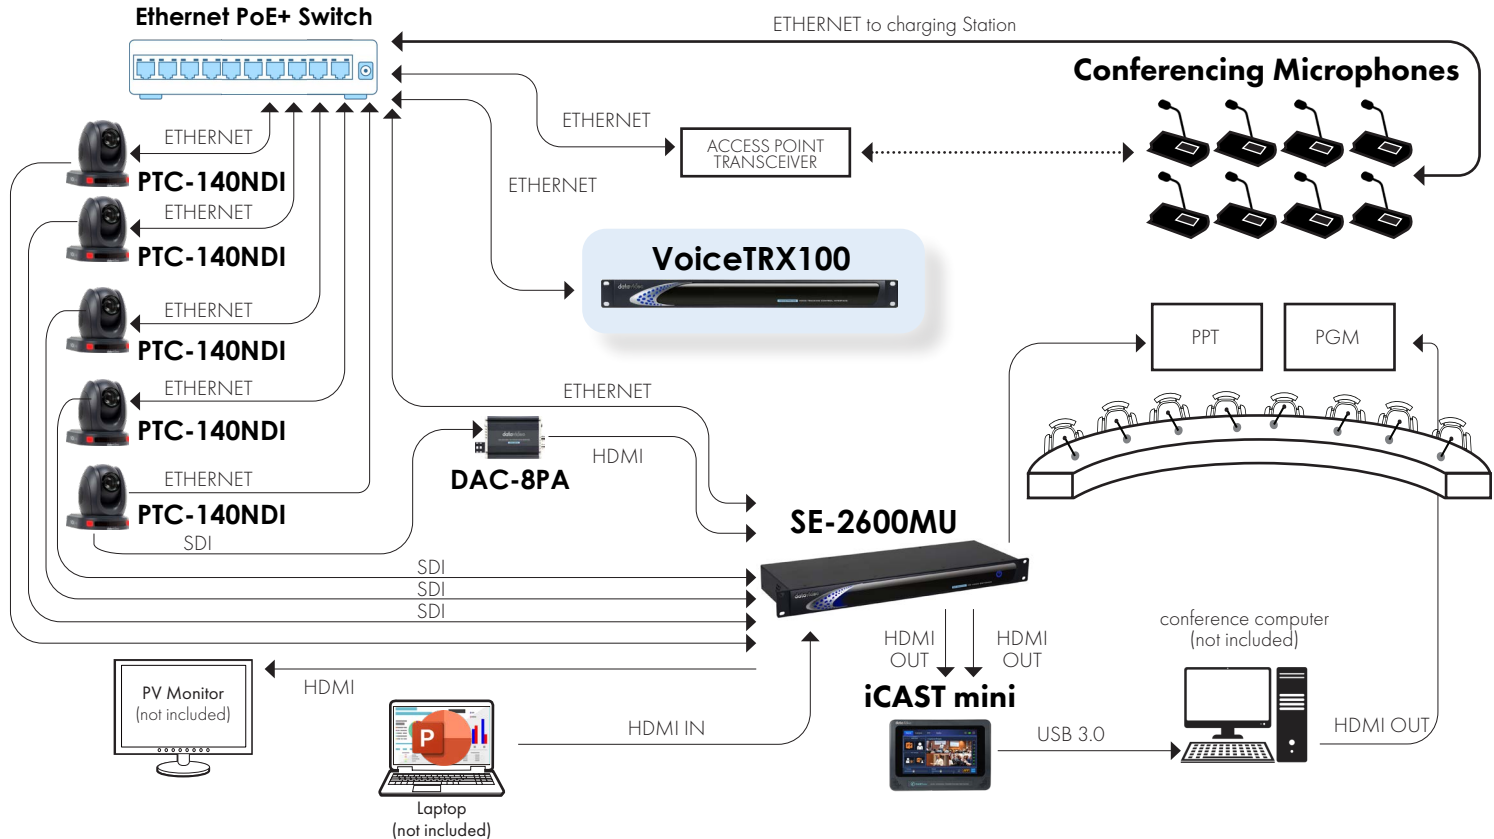 Ethernet PoE+ Switch
ETHERNET to charging Station
Conferencing Microphones
ETHERNET
ETHERNET
ACCESS POINT
TRANSCEIVER
PTC-140NDI
ETHERNET
ETHERNET
PTC-140NDI
VoiceTRX100
datavideo
ETHERNET
PTC-140NDI
PPT
PGM
ETHERNET
ETHERNET
PTC-140NDI
datavideo
HDMI
DAC-8PA
ETHERNET
PTC-140NDI
SDI
SE-2600MU
datavideo
SDI
SDI
SDI
HDMI
OUT
HDMI
OUT
conference computer
(not included)
PV Monitor
(not included)
HDMI
iCAST mini
P
HDMI IN
USB 3.0
HDMI OUT
Laptop
(not included)